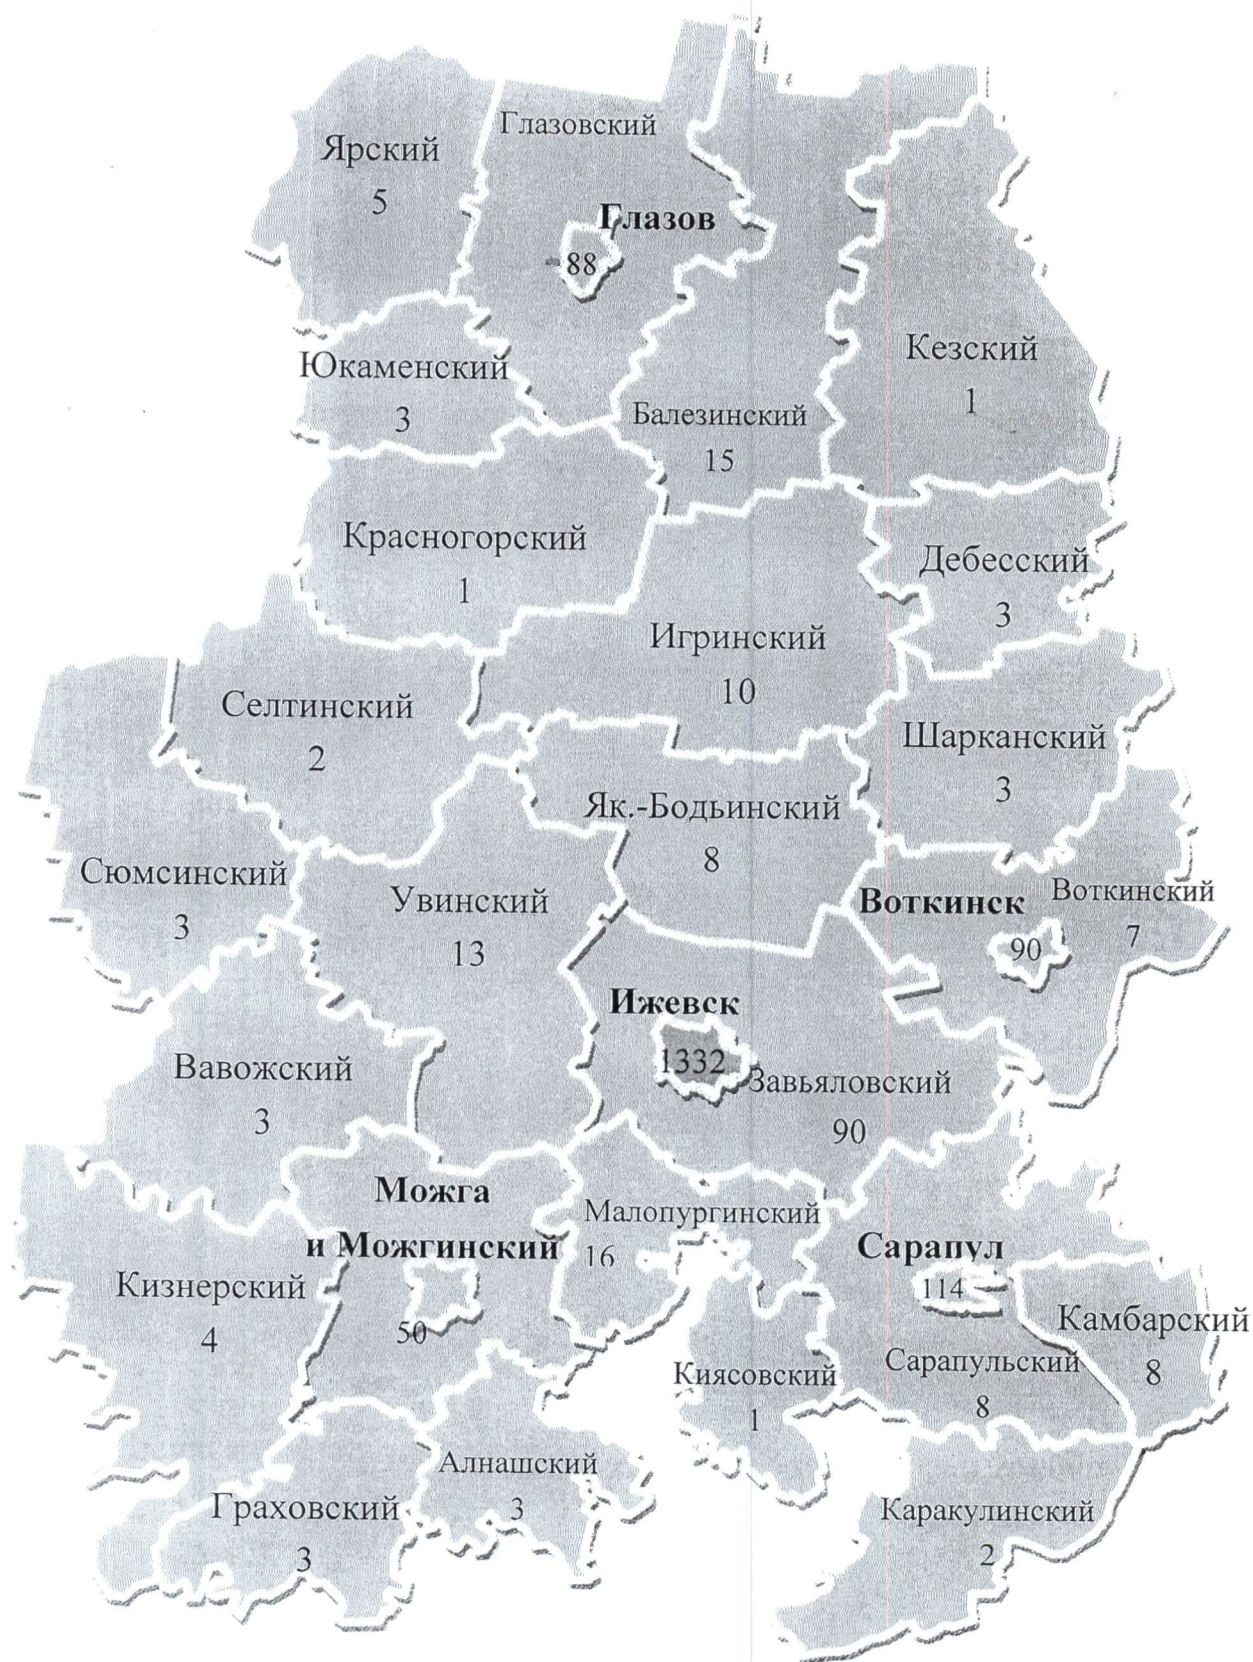 Глазовский
Ярский
5
Глазов
88
Юкаменский
3
Кезский
1
Балезинский
15
Красногорский
1
Дебесский
3
Игринский
10
Селтинский
2
Шарканский
3
Як.-Бодьинский
8
Сюмсинский
3
Увинский
13
Воткинск
90
Воткинский
7
Ижевск
1332
Завьяловский
90
Вавожский
3
Можга
и Можгинский
50
Малопургинский
16
Сарапул
114
Кизнерский
4
Камбарский
8
Киясовский
1
Сарапульский
8
Алнашский
3
Граховский
3
Каракулинский
2